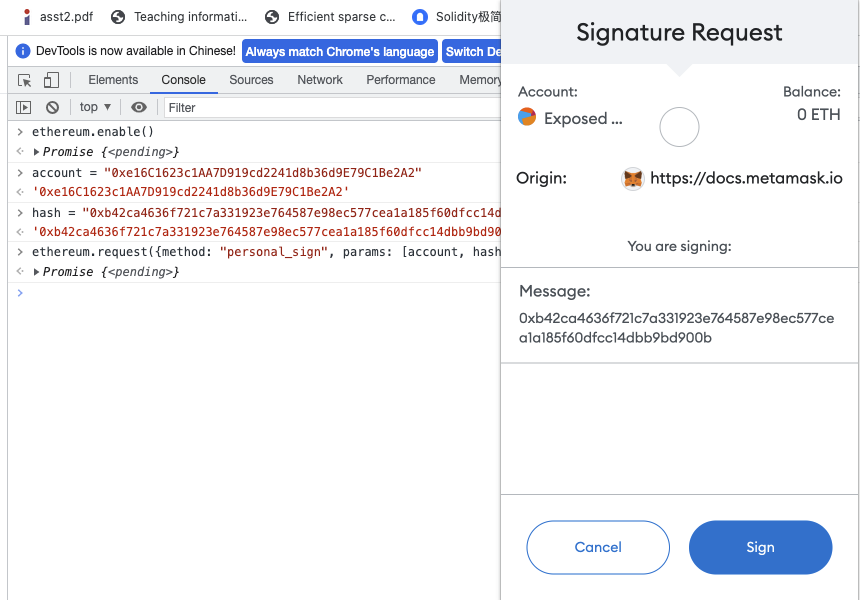 asst2.pdf
Teaching informati...
Efficient sparse c...
Solidity极简
DevTools is now available in Chinese!
Always match Chrome's language
Switch De
Elements
Console
Sources
Network
Performance
Memory
top ▼
Filter
> ethereum.enable()
Promise {<pending>}
> account = "0xe16C1623c1AA7D919cd2241d8b36d9E79C1Be2A2"
'0xe16C1623c1AA7D919cd2241d8b36d9E79C1Be2A2'
> hash = "0xb42ca4636f721c7a331923e764587e98ec577cea1a185f60dfcc14d
'0xb42ca4636f721c7a331923e764587e98ec577cea1a185f60dfcc14dbb9bd90
> ethereum.request({method: "personal_sign", params: [account, hash
Promise {<pending>}
>
Signature Request
Account:
Balance:
Exposed ...
0 ETH
Origin:
https://docs.metamask.io
You are signing:
Message:
0xb42ca4636f721c7a331923e764587e98ec577ce
a1a185f60dfcc14dbb9bd900b
Cancel
Sign